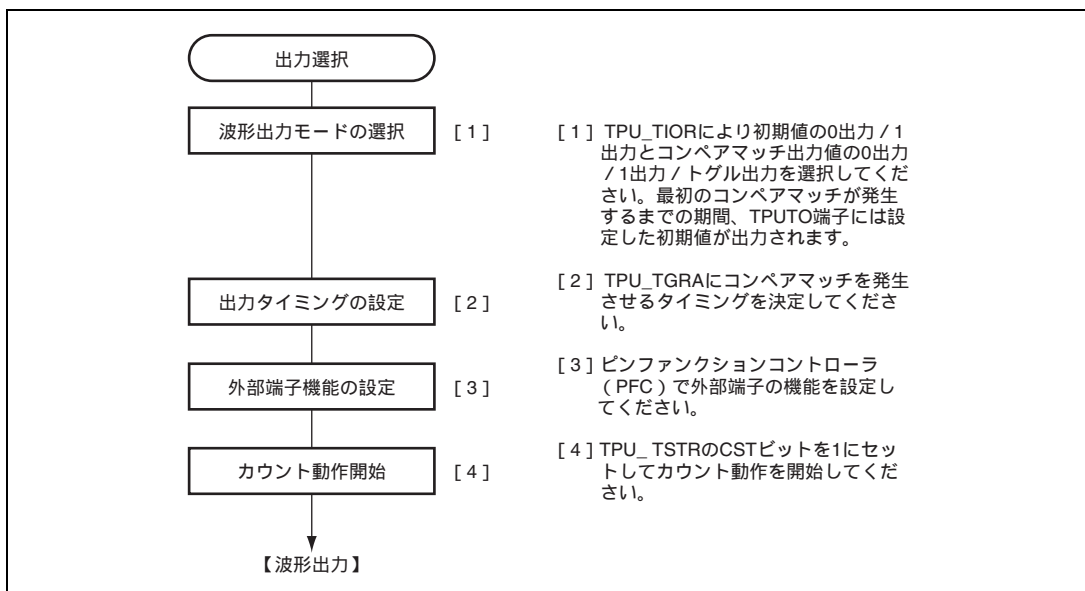 出力選択
波形出力モードの選択 [1]
[1] TPU_TIORにより初期値の0出力/1
出力とコンペアマッチ出力値の0出力
/1出力/トグル出力を選択してくだ
さい。最初のコンペアマッチが発生
するまでの期間、TPUTO端子には設
定した初期値が出力されます。
出力タイミングの設定 [2]
[2] TPU_TGRAにコンペアマッチを発生
させるタイミングを決定してくださ
い。
外部端子機能の設定 [3]
[3] ピンファンクションコントローラ
(PFC)で外部端子の機能を設定し
てください。
カウント動作開始 [4]
[4] TPU_ TSTRのCSTビットを1にセッ
トしてカウント動作を開始してくだ
さい。
【波形出力】